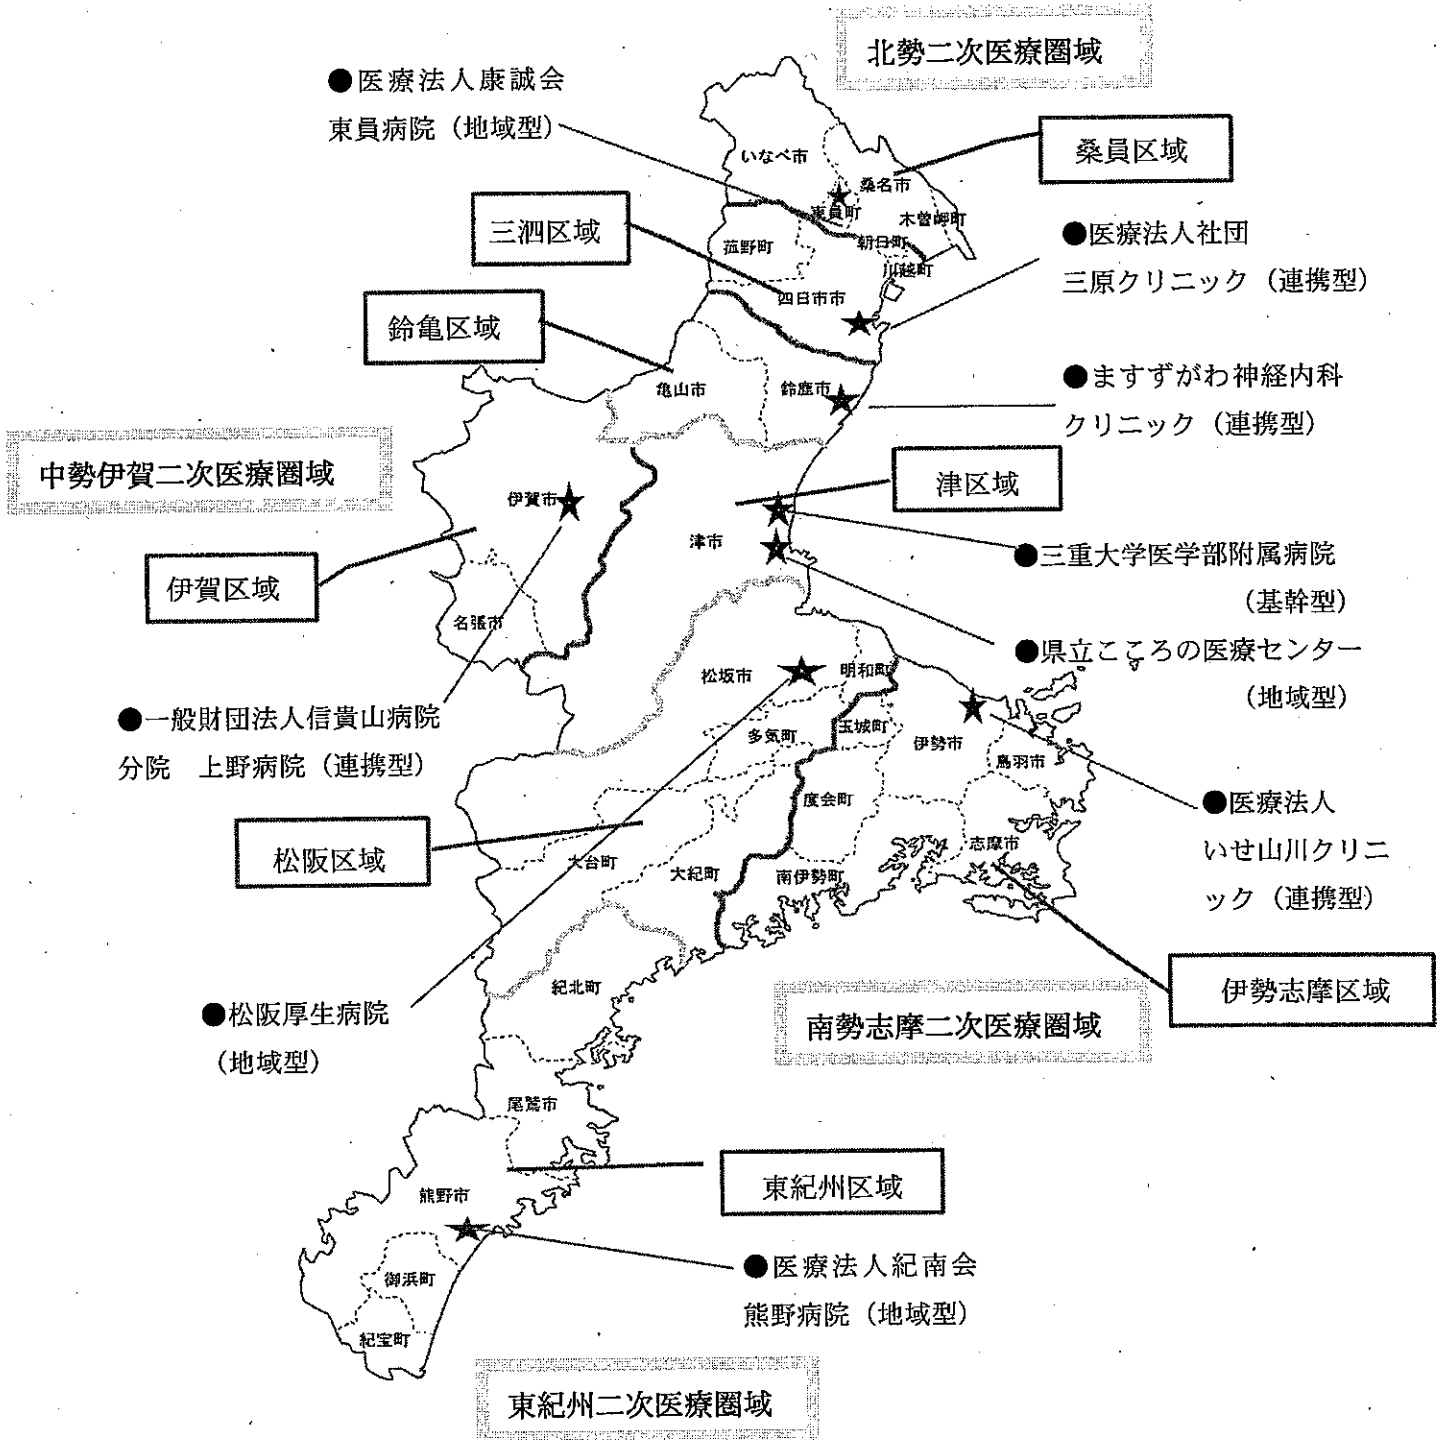 北勢二次医療圏域
●医療法人康誠会
東員病院（地域型）
桑員区域
いなべ市
桑名市
東員町
木曽岬町
三泗区域
菰野町
朝日町
川越町
四日市市
●医療法人社団
三原クリニック（連携型）
鈴亀区域
亀山市
鈴鹿市
●ますずがわ神経内科
クリニック（連携型）
中勢伊賀二次医療圏域
伊賀市
津区域
津市
●三重大学医学部附属病院
（基幹型）
伊賀区域
名張市
●県立こころの医療センター
（地域型）
松坂市
明和町
●一般財団法人信貴山病院
分院　上野病院（連携型）
多気町
玉城町
伊勢市
鳥羽市
度会町
●医療法人
いせ山川クリニ
ック（連携型）
松阪区域
大台町
大紀町
南伊勢町
志摩市
伊勢志摩区域
紀北町
●松阪厚生病院
（地域型）
南勢志摩二次医療圏域
尾鷲市
東紀州区域
熊野市
●医療法人紀南会
熊野病院（地域型）
御浜町
紀宝町
東紀州二次医療圏域